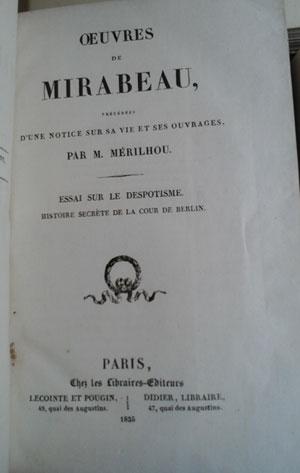 ŒUVRES
DE
MIRABEAU,
PRÉCÉDÉES
D'UNE NOTICE SUR SA VIE ET SES OUVRAGES.
PAR M. MÉRILHOU.
ESSAI SUR LE DESPOTISME.
HISTOIRE SECRÈTE DE LA COUR DE BERLIN.
PARIS,
Chez les Libraires-Editeurs
LECOINTE ET POUGIN,
49, quai des Augustins.
DIDIER, LIBRAIRE,
47, quai des Augustins.
1835